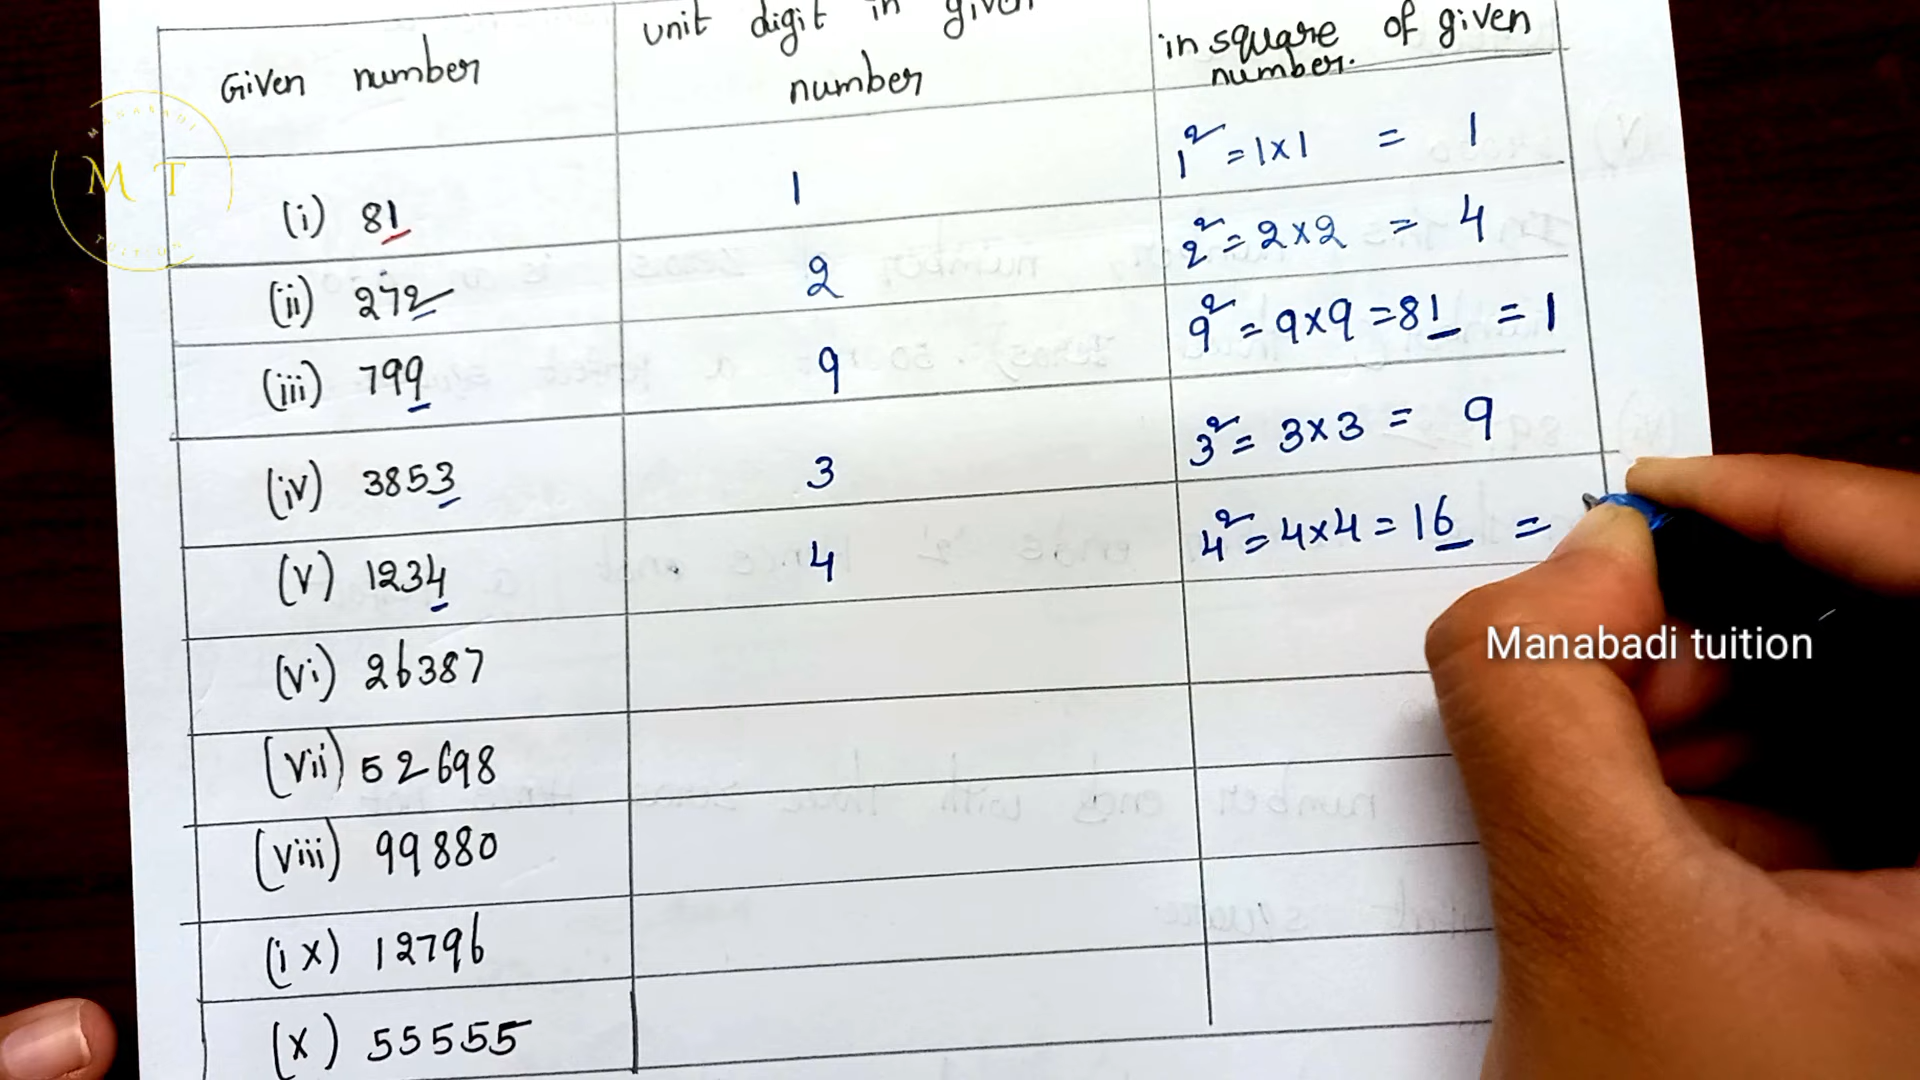 Given number
unit digit in given
number
in square of given
number.
(i) 81
1
1² = 1×1 = 1
(ii) 272
2
2² = 2×2 = 4
(iii) 799
9
9² = 9×9 = 81 = 1
(iv) 3853
3
3² = 3×3 = 9
(v) 1234
4
4² = 4×4 = 16 =
(vi) 26387
(vii) 52698
(viii) 99880
(ix) 12796
(x) 55555
M T
Manabadi tuition